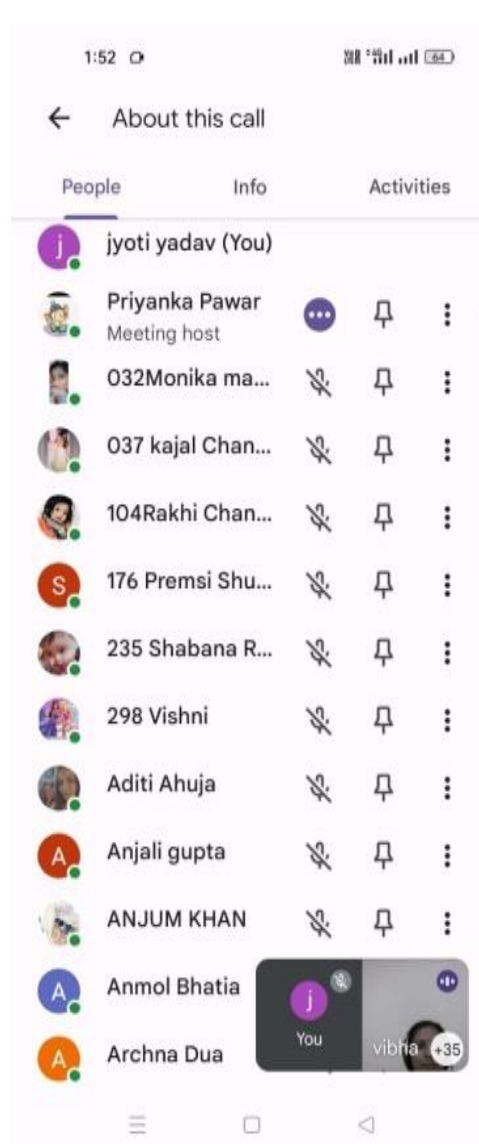 1:52
64
About this call
People Info Activities
j jyoti yadav (You)
Priyanka Pawar
Meeting host
032Monika ma...
037 kajal Chan...
104Rakhi Chan...
S 176 Premsi Shu...
235 Shabana R...
298 Vishni
Aditi Ahuja
A Anjali gupta
ANJUM KHAN
A Anmol Bhatia
j
You
vibha +35
A Archna Dua